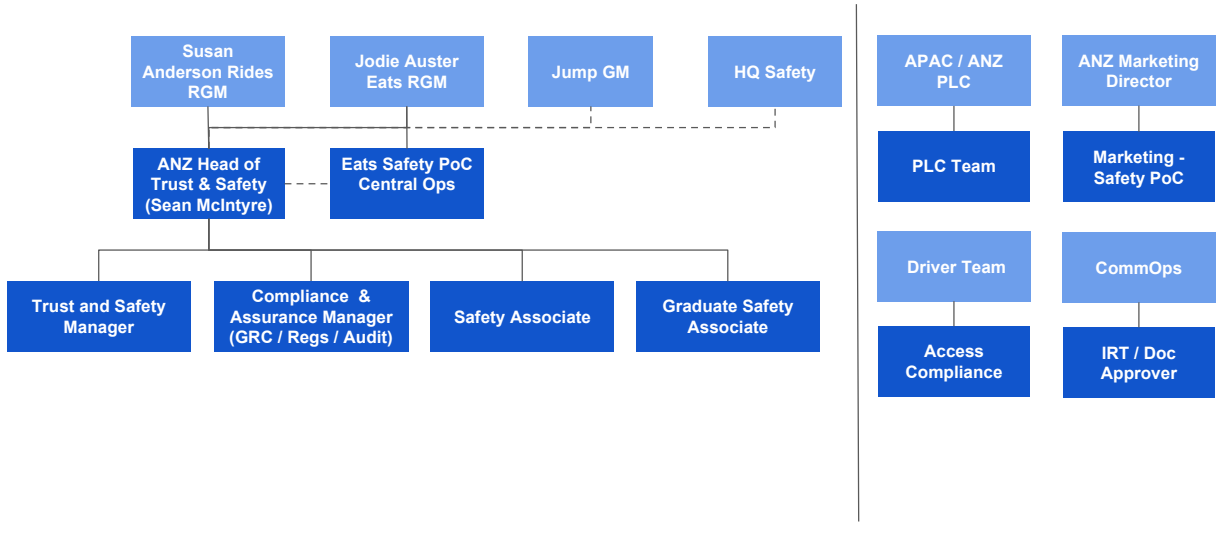 Susan
Anderson Rides
RGM
Jodie Auster
Eats RGM
Jump GM
HQ Safety
APAC / ANZ
PLC
ANZ Marketing
Director
ANZ Head of
Trust & Safety
(Sean McIntyre)
Eats Safety PoC
Central Ops
PLC Team
Marketing -
Safety PoC
Driver Team
CommOps
Trust and Safety
Manager
Compliance &
Assurance Manager
(GRC / Regs / Audit)
Safety Associate
Graduate Safety
Associate
Access
Compliance
IRT / Doc
Approver